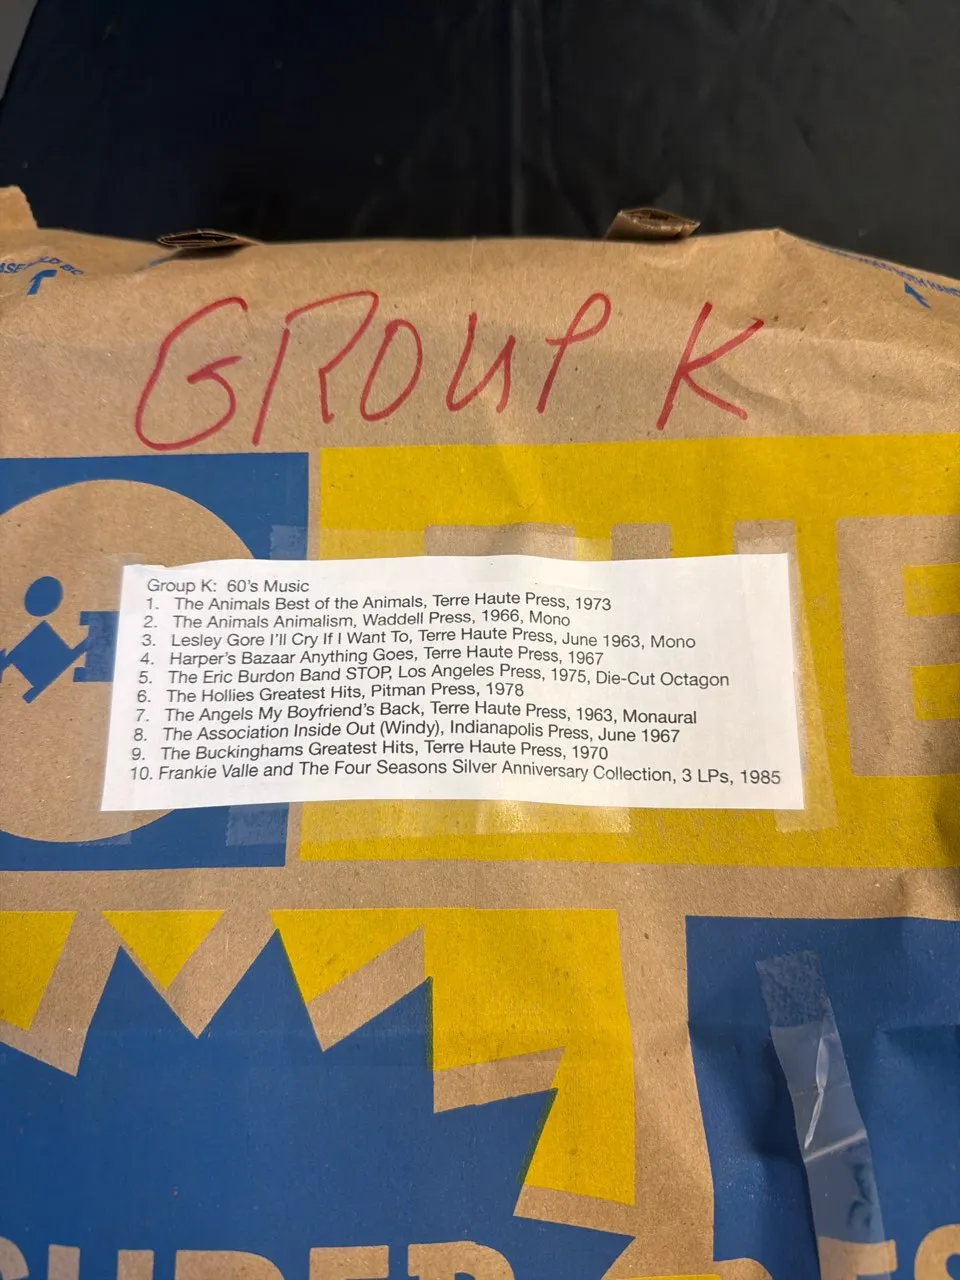 GROUP K
THE
Group K: 60's Music
1. The Animals Best of the Animals, Terre Haute Press, 1973
2. The Animals Animalism, Waddell Press, 1966, Mono
3. Lesley Gore I'll Cry If I Want To, Terre Haute Press, June 1963, Mono
4. Harper's Bazaar Anything Goes, Terre Haute Press, 1967
5. The Eric Burdon Band STOP, Los Angeles Press, 1975, Die-Cut Octagon
6. The Hollies Greatest Hits, Pitman Press, 1978
7. The Angels My Boyfriend's Back, Terre Haute Press, 1963, Monaural
8. The Association Inside Out (Windy), Indianapolis Press, June 1967
9. The Buckinghams Greatest Hits, Terre Haute Press, 1970
10. Frankie Valle and The Four Seasons Silver Anniversary Collection, 3 LPs, 1985